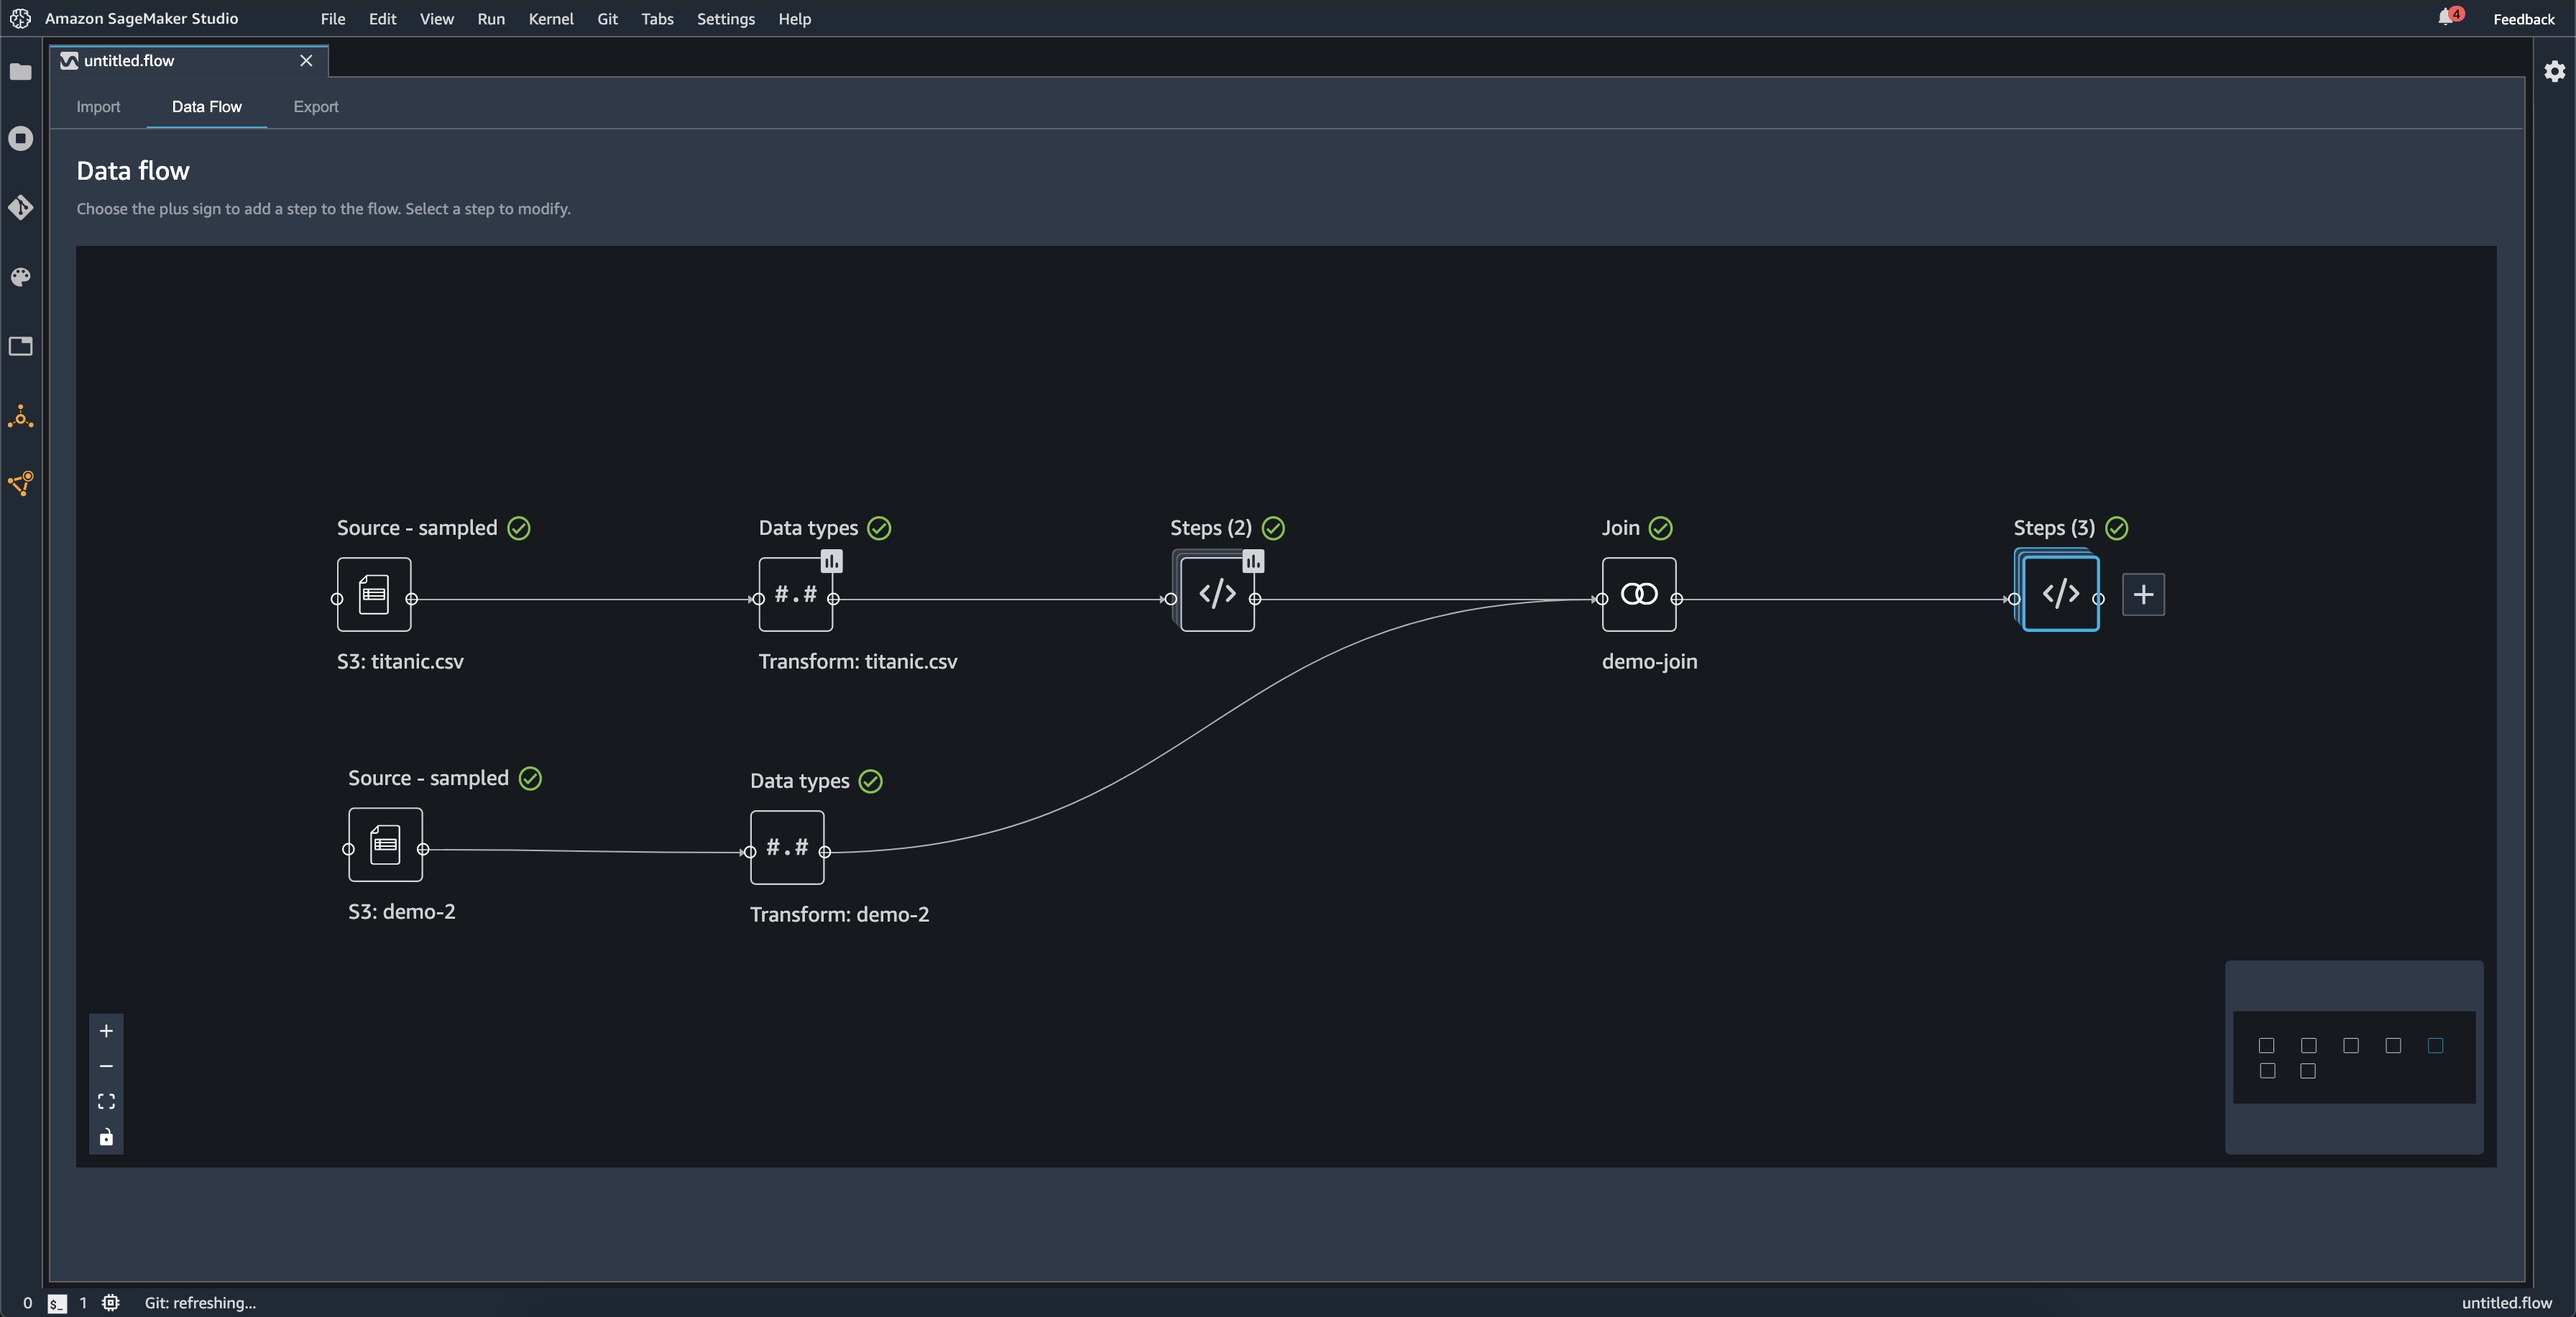 Amazon SageMaker Studio File Edit View Run Kernel Git Tabs Settings Help 4 Feedback
untitled.flow
Import Data Flow Export
Data flow
Choose the plus sign to add a step to the flow. Select a step to modify.
Source - sampled Data types Steps (2) Join Steps (3)
#.# </> </>
S3: titanic.csv Transform: titanic.csv demo-join
Source - sampled Data types
#.#
S3: demo-2 Transform: demo-2
0 $_ 1 Git: refreshing... untitled.flow